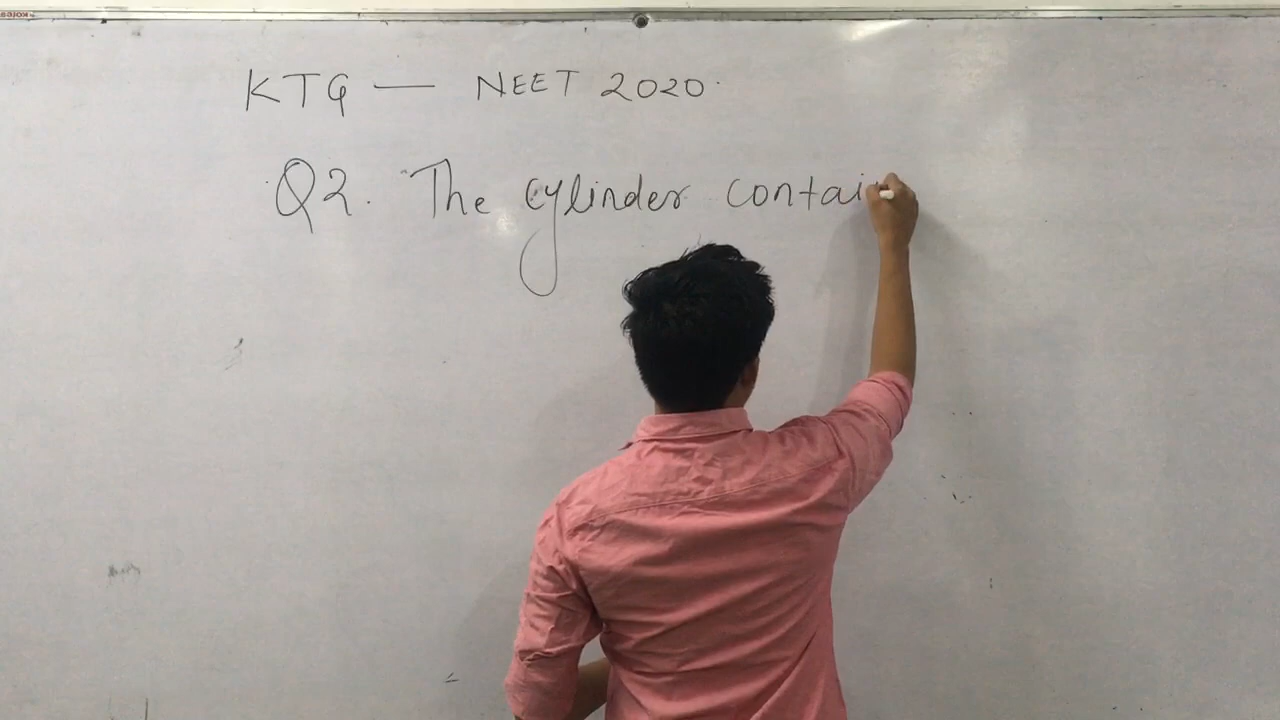 KTG — NEET 2020.
Q2. The cylinder contai